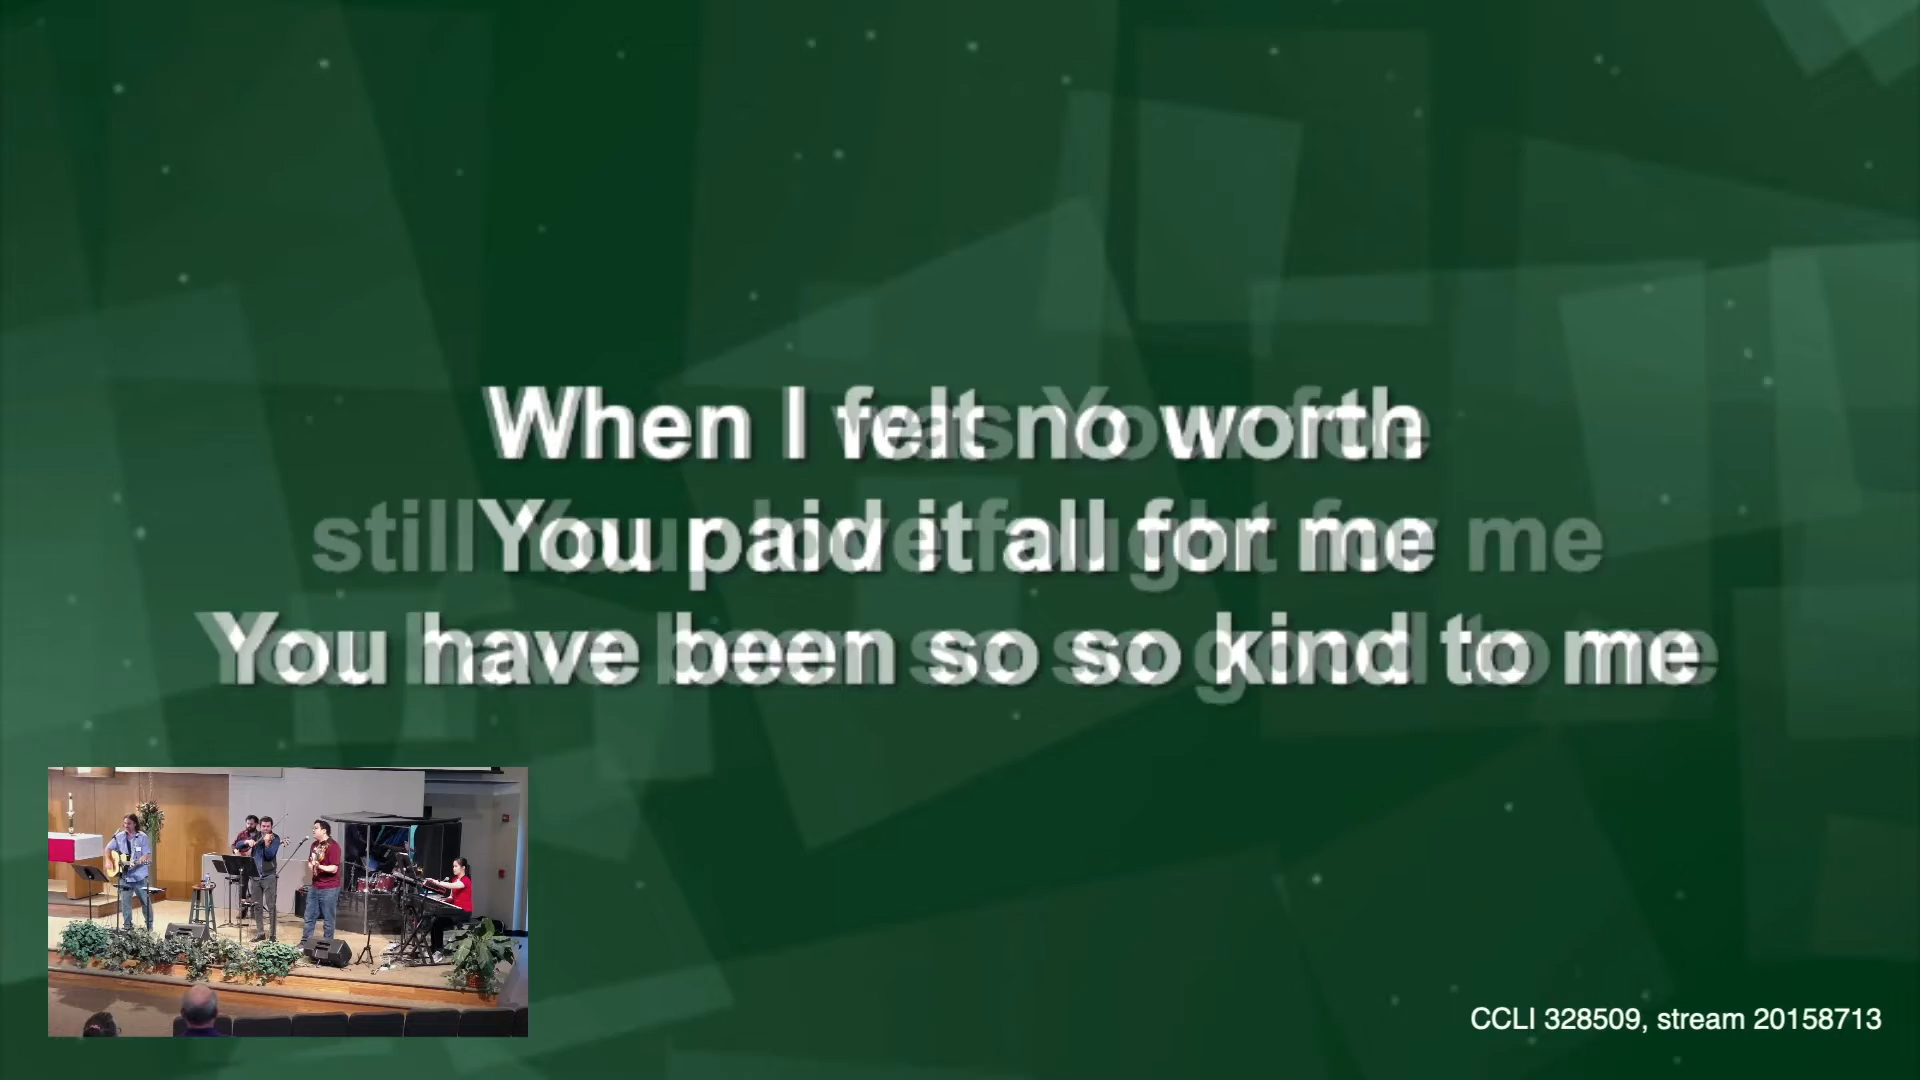 When I felt no worth
You paid it all for me
You have been so so kind to me
CCLI 328509, stream 20158713